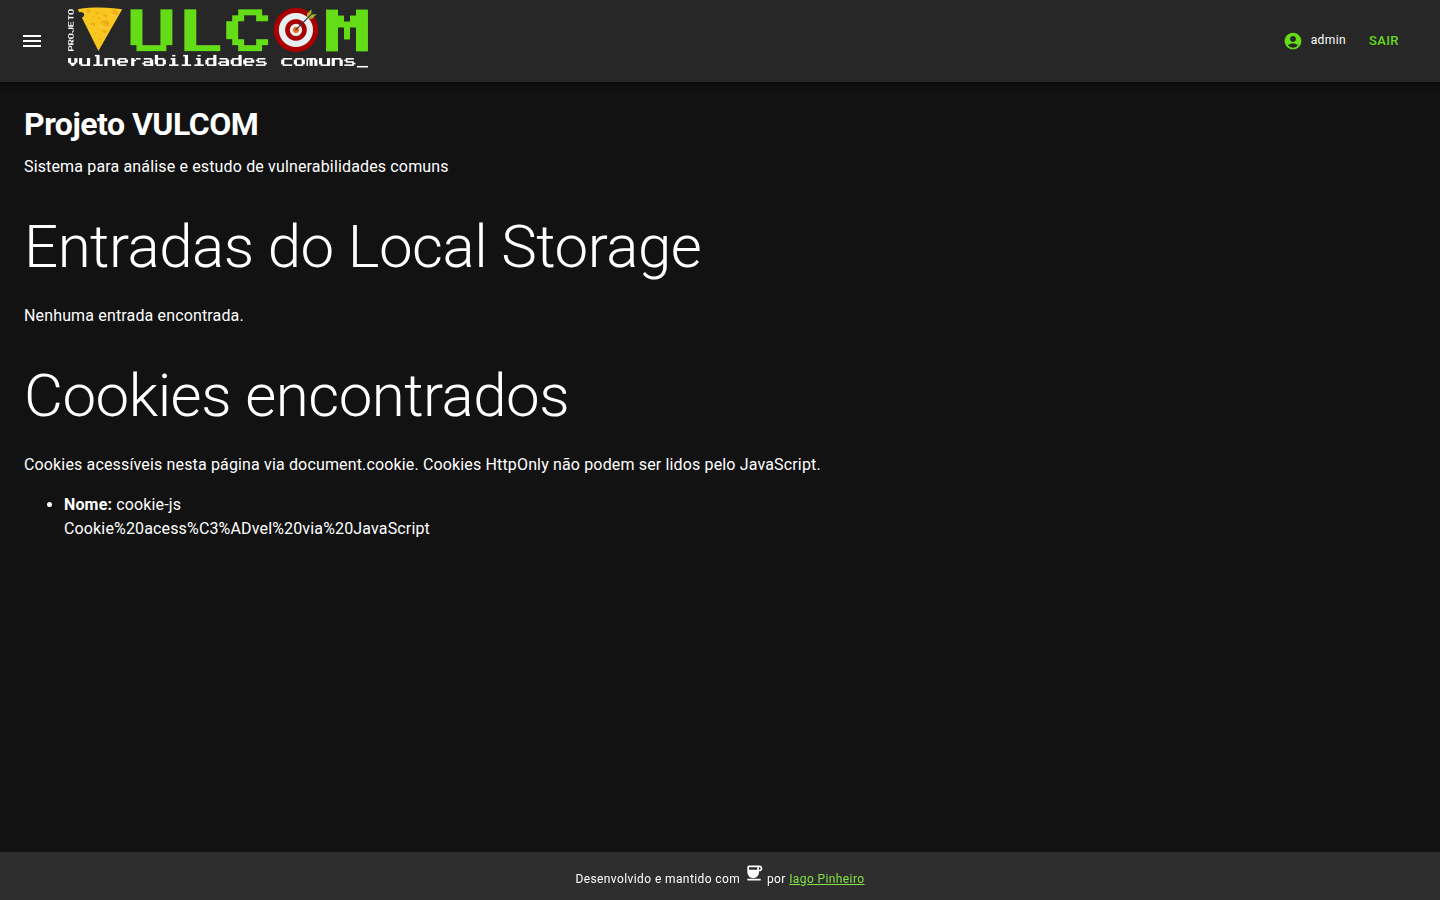 PROJETO
VULCOM
vulnerabilidades comuns_
admin
SAIR
Projeto VULCOM
Sistema para análise e estudo de vulnerabilidades comuns
Entradas do Local Storage
Nenhuma entrada encontrada.
Cookies encontrados
Cookies acessíveis nesta página via document.cookie. Cookies HttpOnly não podem ser lidos pelo JavaScript.
• Nome: cookie-js
Cookie%20acess%C3%ADvel%20via%20JavaScript
Desenvolvido e mantido com por Iago Pinheiro